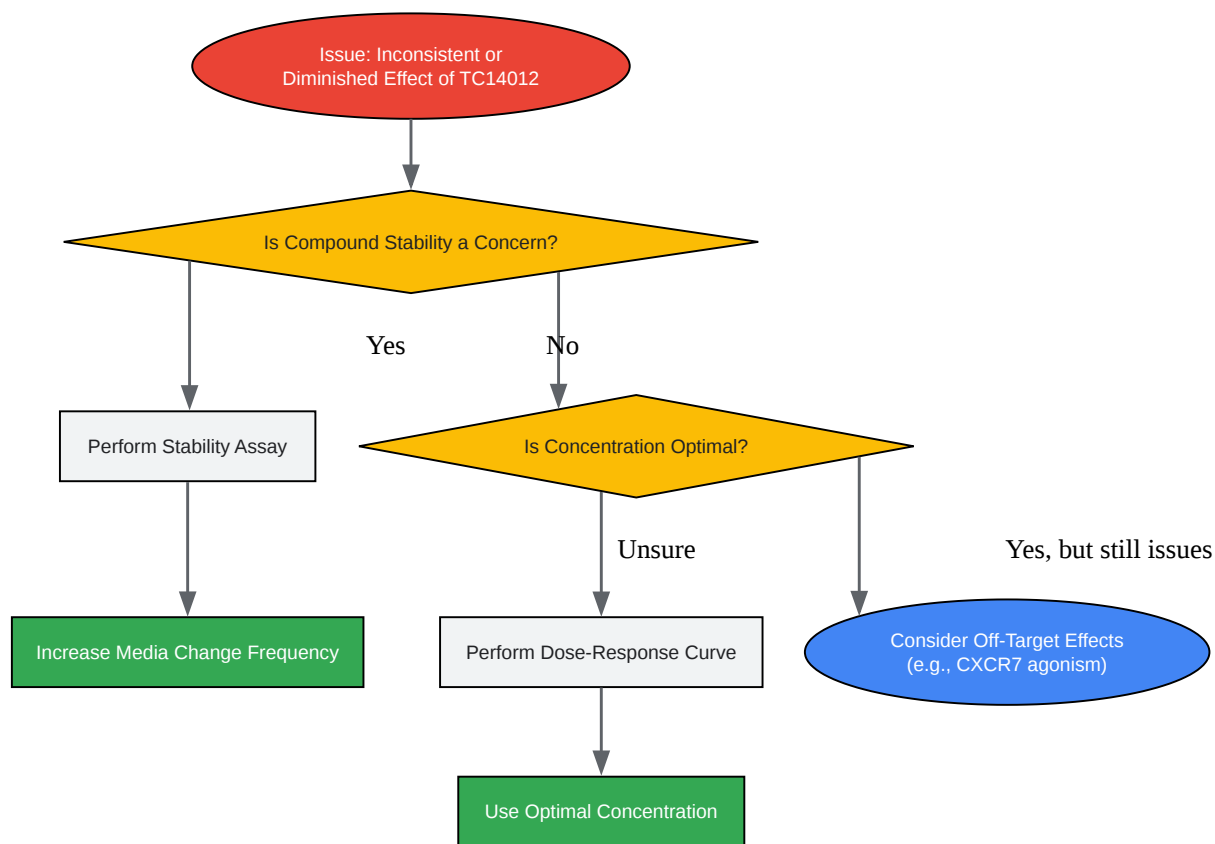 Issue: Inconsistent or
Diminished Effect of TC14012
Is Compound Stability a Concern?
Yes
No
Perform Stability Assay
Is Concentration Optimal?
Unsure
Yes, but still issues
Increase Media Change Frequency
Perform Dose-Response Curve
Consider Off-Target Effects
(e.g., CXCR7 agonism)
Use Optimal Concentration